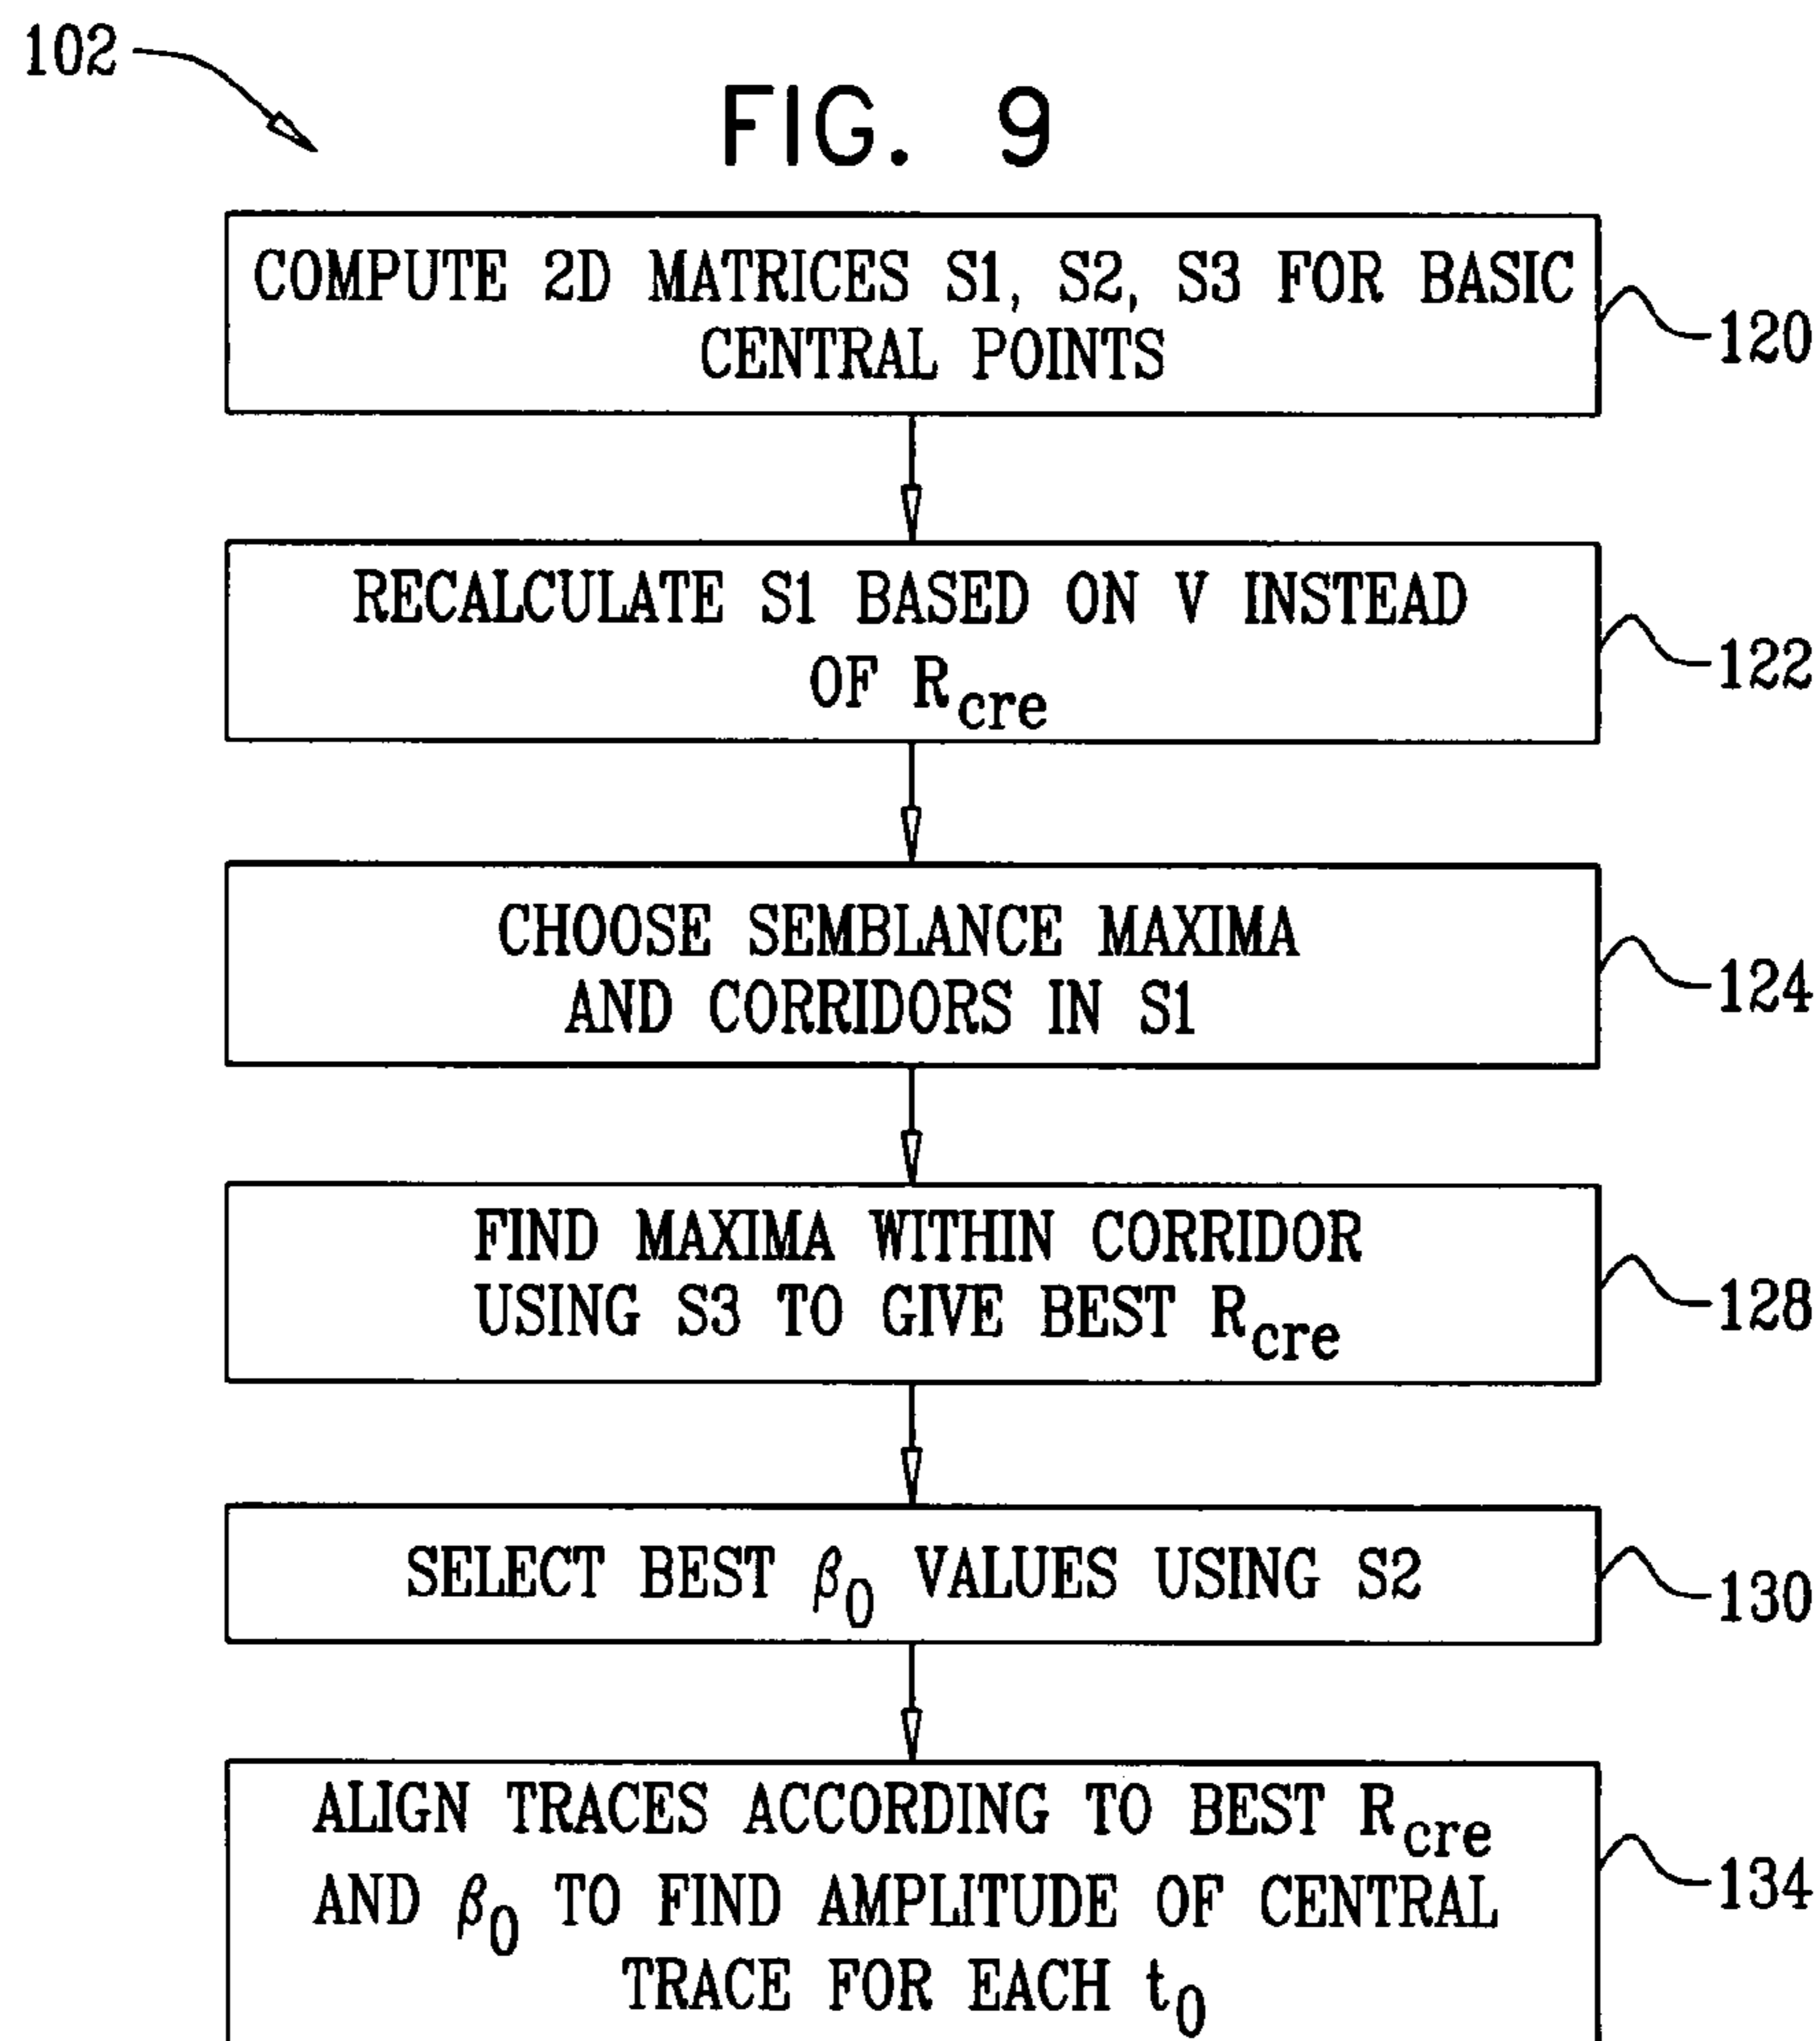 102
FIG. 9
COMPUTE 2D MATRICES S1, S2, S3 FOR BASIC
CENTRAL POINTS
120
RECALCULATE S1 BASED ON V INSTEAD
OF Rcre
122
CHOOSE SEMBLANCE MAXIMA
AND CORRIDORS IN S1
124
FIND MAXIMA WITHIN CORRIDOR
USING S3 TO GIVE BEST Rcre
128
SELECT BEST β0 VALUES USING S2
130
ALIGN TRACES ACCORDING TO BEST Rcre
AND β0 TO FIND AMPLITUDE OF CENTRAL
TRACE FOR EACH t0
134